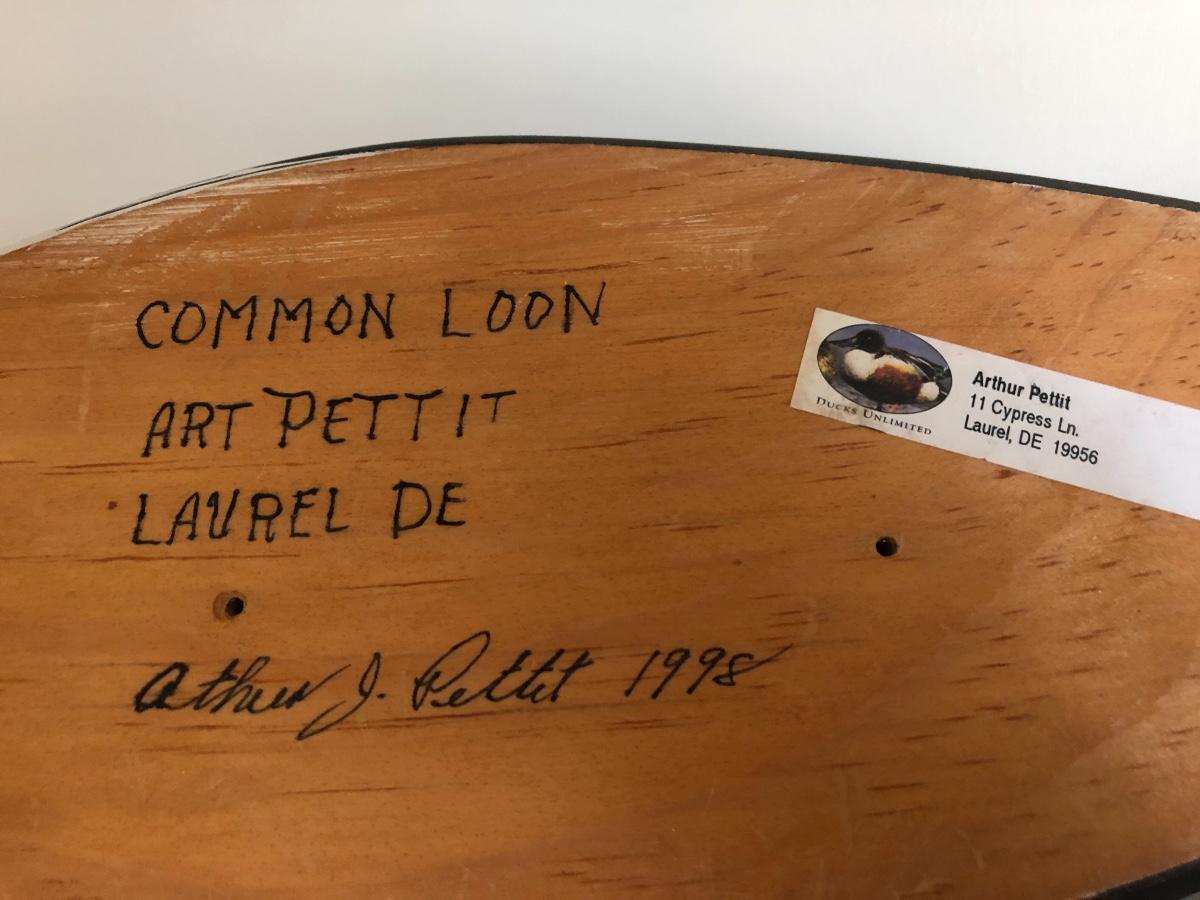 COMMON LOON
ART PETTIT
LAUREL DE
Arthur J. Pettit 1998
DUCKS UNLIMITED
Arthur Pettit
11 Cypress Ln.
Laurel, DE 19956